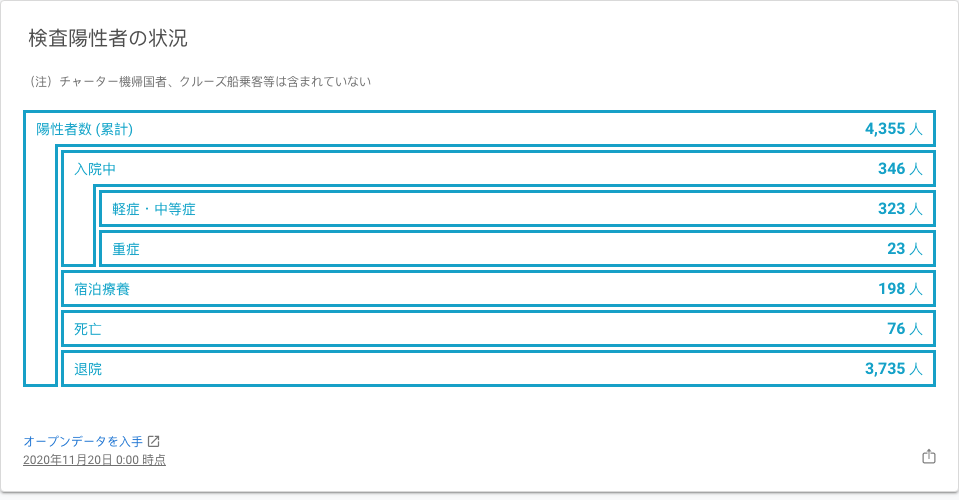 検査陽性者の状況
（注）チャーター機帰国者、クルーズ船乗客等は含まれていない
陽性者数 (累計) 4,355 人
入院中 346 人
軽症・中等症 323 人
重症 23 人
宿泊療養 198 人
死亡 76 人
退院 3,735 人
オープンデータを入手
2020年11月20日 0:00 時点